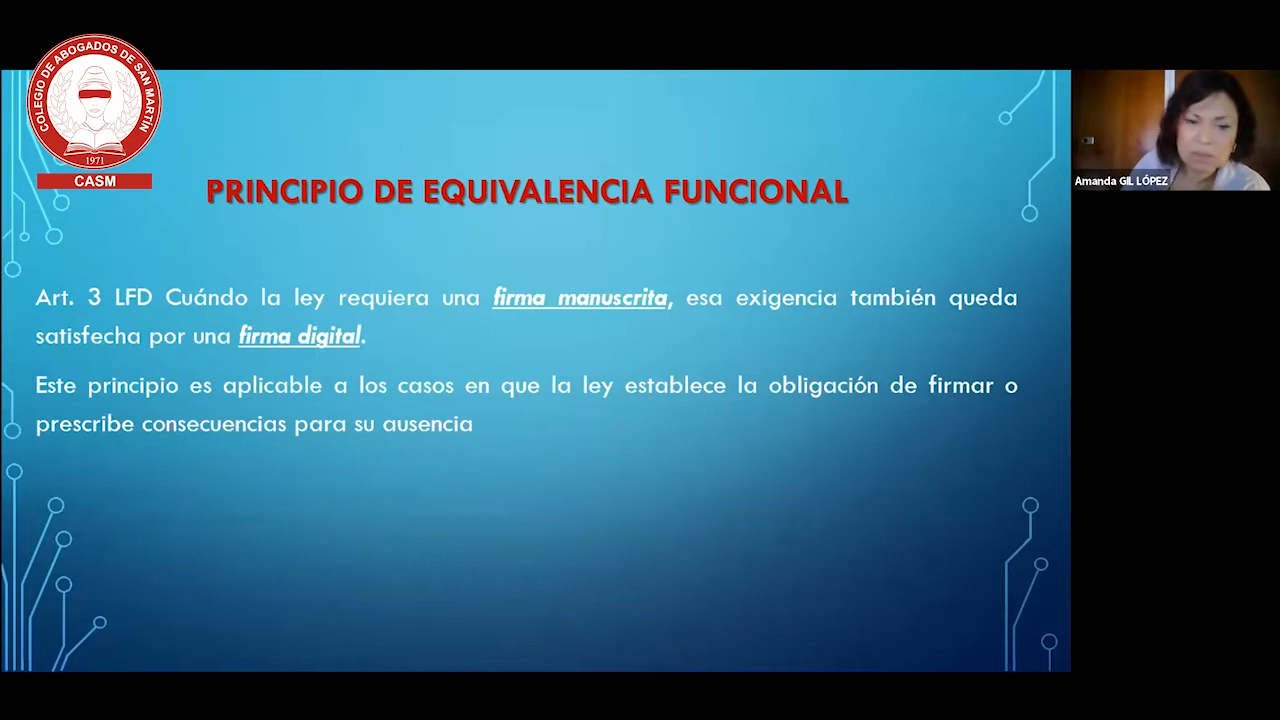 COLEGIO DE ABOGADOS DE SAN MARTÍN
1971
CASM
PRINCIPIO DE EQUIVALENCIA FUNCIONAL
Art. 3 LFD Cuándo la ley requiera una firma manuscrita, esa exigencia también queda
satisfecha por una firma digital.
Este principio es aplicable a los casos en que la ley establece la obligación de firmar o
prescribe consecuencias para su ausencia
Amanda GIL LÓPEZ